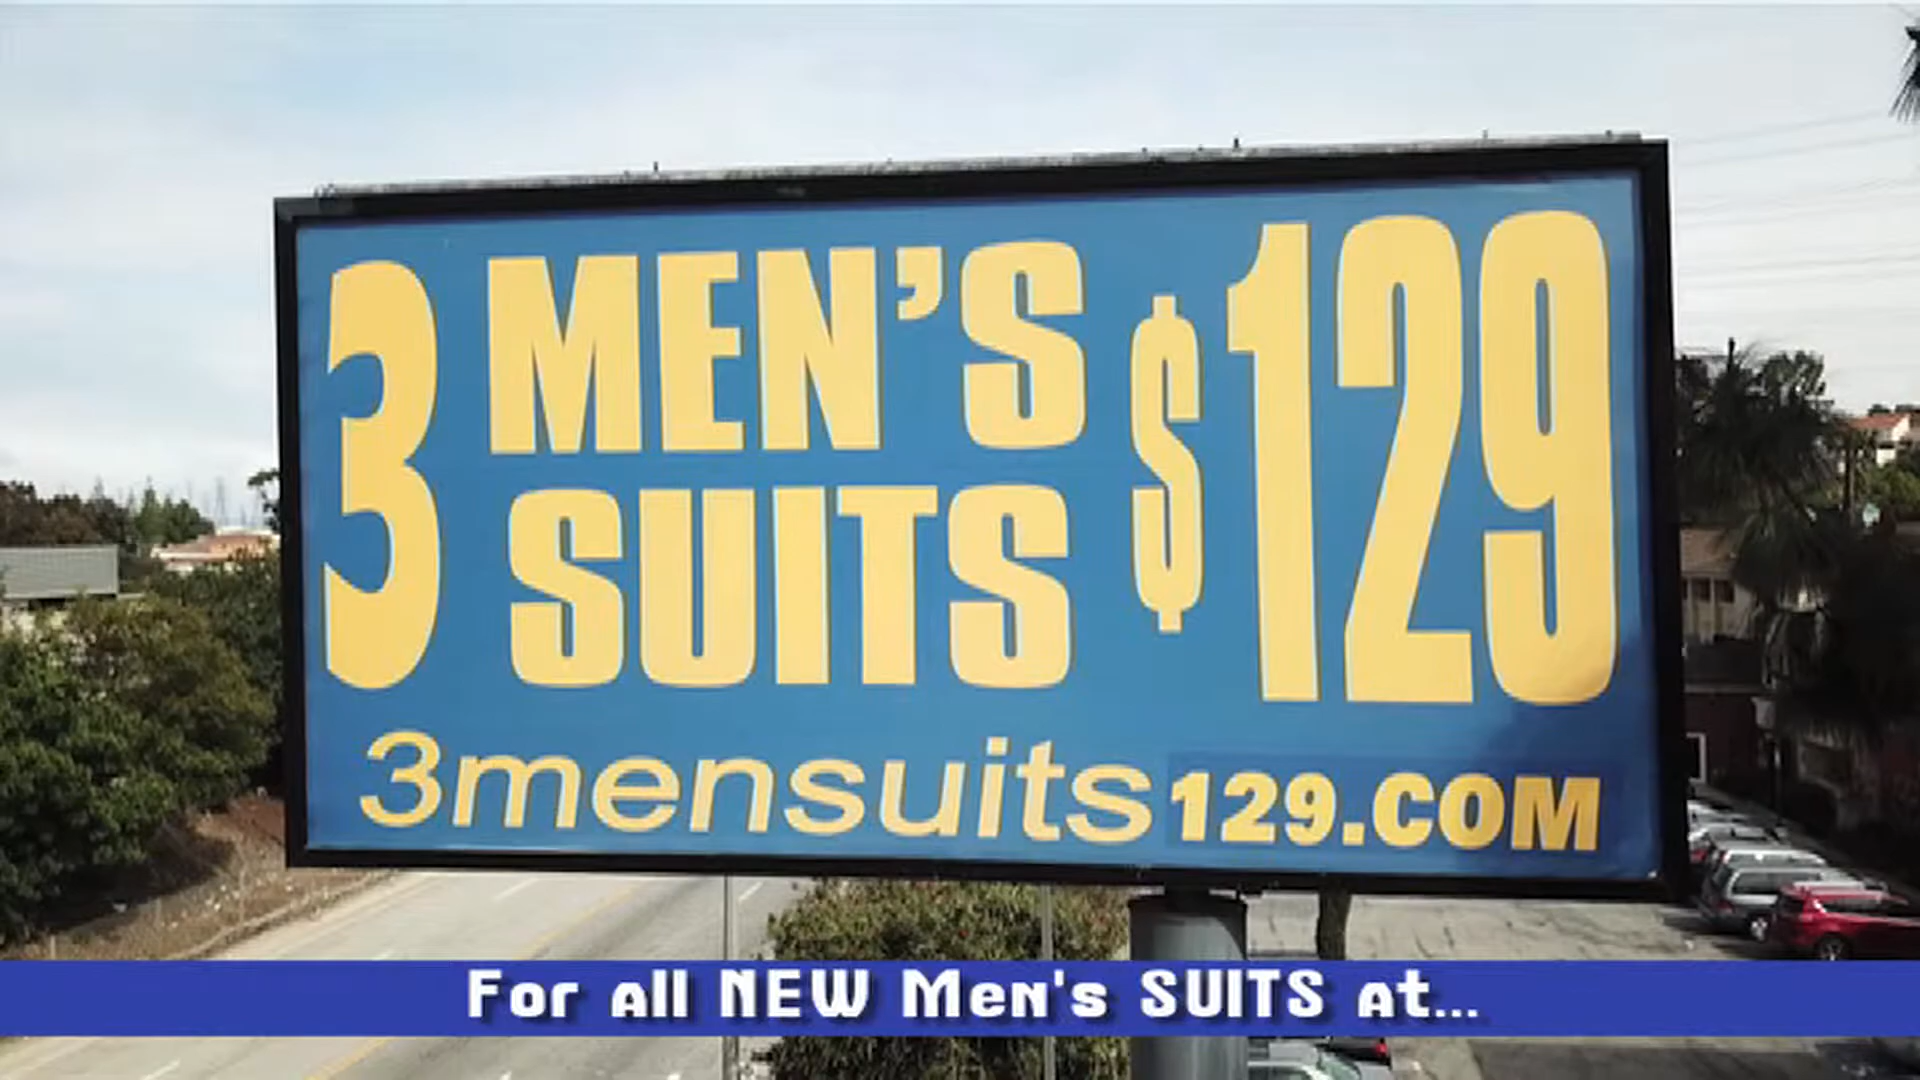 3 MEN'S $129
SUITS
3mensuits129.COM
For all NEW Men's SUITS at...